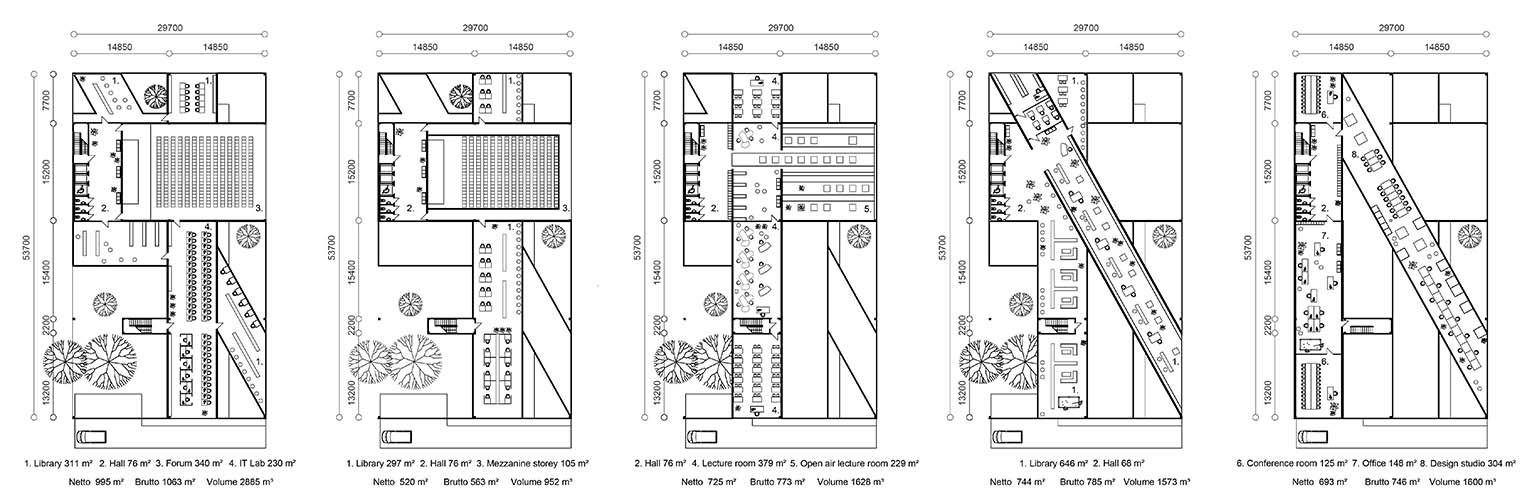 29700 29700 29700 29700 29700
14850 14850 14850 14850 14850 14850 14850 14850 14850 14850
7700 7700 7700 7700 7700
15200 15200 15200 15200 15200
53700 53700 53700 53700 53700
15400 15400 15400 15400 15400
2200 2200 2200 2200 2200
13200 13200 13200 13200 13200
1. 1.
2. 3.
4.
1.
1.
2. 3.
1.
4.
4.
2. 5.
4.
4.
1.
2.
1. 1.
6.
8.
2.
7.
6.
1. Library 311 m² 2. Hall 76 m² 3. Forum 340 m² 4. IT Lab 230 m²
Netto 995 m² Brutto 1063 m² Volume 2885 m³
1. Library 297 m² 2. Hall 76 m² 3. Mezzanine storey 105 m²
Netto 520 m² Brutto 563 m² Volume 952 m³
2. Hall 76 m² 4. Lecture room 379 m² 5. Open air lecture room 229 m²
Netto 725 m² Brutto 773 m² Volume 1628 m³
1. Library 646 m² 2. Hall 68 m²
Netto 744 m² Brutto 785 m² Volume 1573 m³
6. Conference room 125 m² 7. Office 148 m² 8. Design studio 304 m²
Netto 693 m² Brutto 746 m² Volume 1600 m³